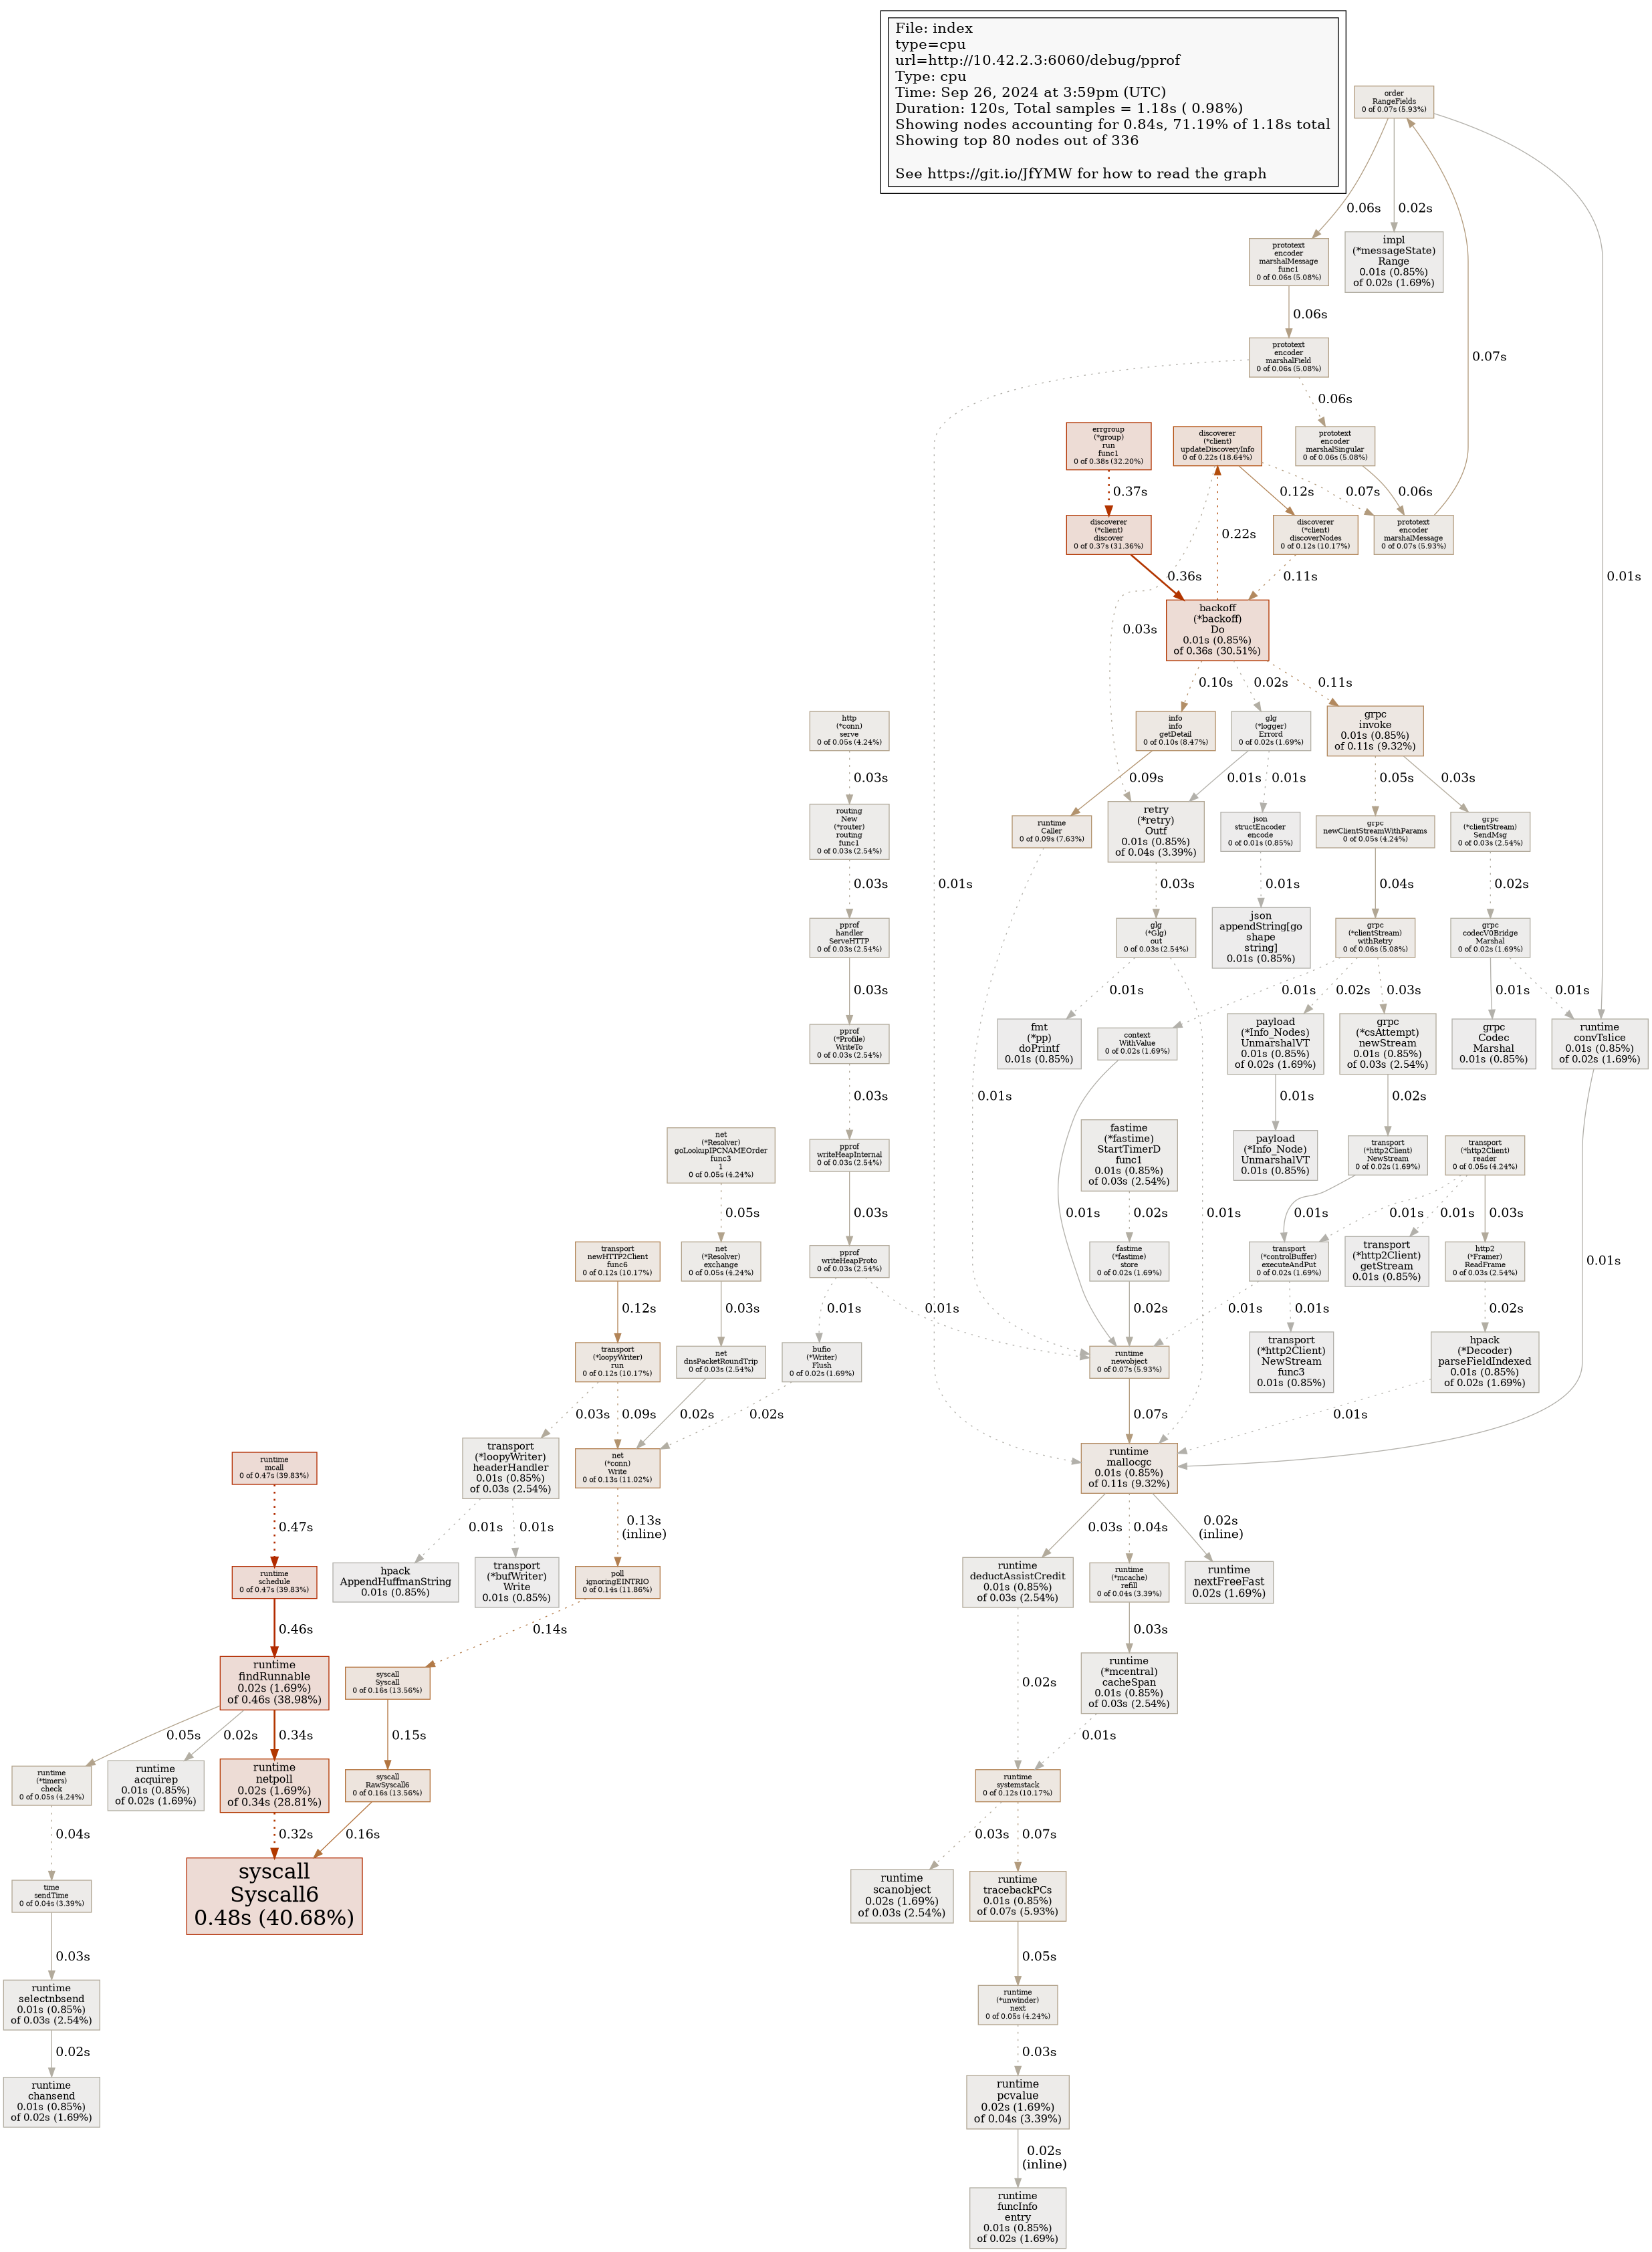 File: index
type=cpu
url=http://10.42.2.3:6060/debug/pprof
Type: cpu
Time: Sep 26, 2024 at 3:59pm (UTC)
Duration: 120s, Total samples = 1.18s ( 0.98%)
Showing nodes accounting for 0.84s, 71.19% of 1.18s total
Showing top 80 nodes out of 336
See https://git.io/JfYMW for how to read the graph
order
RangeFields
0 of 0.07s (5.93%)
0.06s
0.02s
prototext
encoder
marshalMessage
func1
0 of 0.06s (5.08%)
impl
(*messageState)
Range
0.01s (0.85%)
of 0.02s (1.69%)
0.06s
prototext
encoder
marshalField
0 of 0.06s (5.08%)
0.07s
0.06s
errgroup
(*group)
run
func1
0 of 0.38s (32.20%)
discoverer
(*client)
updateDiscoveryInfo
0 of 0.22s (18.64%)
prototext
encoder
marshalSingular
0 of 0.06s (5.08%)
0.37s
0.12s
0.07s
0.06s
discoverer
(*client)
discover
0 of 0.37s (31.36%)
0.22s
discoverer
(*client)
discoverNodes
0 of 0.12s (10.17%)
prototext
encoder
marshalMessage
0 of 0.07s (5.93%)
0.36s
0.11s
0.01s
backoff
(*backoff)
Do
0.01s (0.85%)
of 0.36s (30.51%)
0.03s
0.10s
0.02s
0.11s
http
(*conn)
serve
0 of 0.05s (4.24%)
info
info
getDetail
0 of 0.10s (8.47%)
glg
(*logger)
Errord
0 of 0.02s (1.69%)
grpc
invoke
0.01s (0.85%)
of 0.11s (9.32%)
0.03s
0.09s
0.01s
0.01s
0.05s
0.03s
routing
New
(*router)
routing
func1
0 of 0.03s (2.54%)
runtime
Caller
0 of 0.09s (7.63%)
retry
(*retry)
Outf
0.01s (0.85%)
of 0.04s (3.39%)
json
structEncoder
encode
0 of 0.01s (0.85%)
grpc
newClientStreamWithParams
0 of 0.05s (4.24%)
grpc
(*clientStream)
SendMsg
0 of 0.03s (2.54%)
0.03s
0.01s
0.03s
0.01s
0.04s
0.02s
pprof
handler
ServeHTTP
0 of 0.03s (2.54%)
glg
(*Glg)
out
0 of 0.03s (2.54%)
json
appendString[go
shape
string]
0.01s (0.85%)
grpc
(*clientStream)
withRetry
0 of 0.06s (5.08%)
grpc
codecV0Bridge
Marshal
0 of 0.02s (1.69%)
0.03s
0.01s
0.01s
0.02s
0.03s
0.01s
0.01s
pprof
(*Profile)
WriteTo
0 of 0.03s (2.54%)
fmt
(*pp)
doPrintf
0.01s (0.85%)
context
WithValue
0 of 0.02s (1.69%)
payload
(*Info_Nodes)
UnmarshalVT
0.01s (0.85%)
of 0.02s (1.69%)
grpc
(*csAttempt)
newStream
0.01s (0.85%)
of 0.03s (2.54%)
grpc
Codec
Marshal
0.01s (0.85%)
runtime
convTslice
0.01s (0.85%)
of 0.02s (1.69%)
0.03s
0.01s
0.01s
0.02s
net
(*Resolver)
goLookupIPCNAMEOrder
func3
1
0 of 0.05s (4.24%)
pprof
writeHeapInternal
0 of 0.03s (2.54%)
fastime
(*fastime)
StartTimerD
func1
0.01s (0.85%)
of 0.03s (2.54%)
payload
(*Info_Node)
UnmarshalVT
0.01s (0.85%)
transport
(*http2Client)
NewStream
0 of 0.02s (1.69%)
transport
(*http2Client)
reader
0 of 0.05s (4.24%)
0.05s
0.03s
0.01s
0.02s
0.01s
0.01s
0.01s
0.01s
0.03s
transport
newHTTP2Client
func6
0 of 0.12s (10.17%)
net
(*Resolver)
exchange
0 of 0.05s (4.24%)
pprof
writeHeapProto
0 of 0.03s (2.54%)
fastime
(*fastime)
store
0 of 0.02s (1.69%)
transport
(*controlBuffer)
executeAndPut
0 of 0.02s (1.69%)
transport
(*http2Client)
getStream
0.01s (0.85%)
http2
(*Framer)
ReadFrame
0 of 0.03s (2.54%)
0.01s
0.12s
0.03s
0.01s
0.01s
0.02s
0.01s
0.01s
0.02s
transport
(*loopyWriter)
run
0 of 0.12s (10.17%)
net
dnsPacketRoundTrip
0 of 0.03s (2.54%)
bufio
(*Writer)
Flush
0 of 0.02s (1.69%)
runtime
newobject
0 of 0.07s (5.93%)
transport
(*http2Client)
NewStream
func3
0.01s (0.85%)
hpack
(*Decoder)
parseFieldIndexed
0.01s (0.85%)
of 0.02s (1.69%)
0.03s
0.09s
0.02s
0.02s
0.07s
0.01s
runtime
mcall
0 of 0.47s (39.83%)
transport
(*loopyWriter)
headerHandler
0.01s (0.85%)
of 0.03s (2.54%)
net
(*conn)
Write
0 of 0.13s (11.02%)
runtime
mallocgc
0.01s (0.85%)
of 0.11s (9.32%)
0.47s
0.01s
0.01s
0.13s
(inline)
0.03s
0.04s
0.02s
(inline)
runtime
schedule
0 of 0.47s (39.83%)
hpack
AppendHuffmanString
0.01s (0.85%)
transport
(*bufWriter)
Write
0.01s (0.85%)
poll
ignoringEINTRIO
0 of 0.14s (11.86%)
runtime
deductAssistCredit
0.01s (0.85%)
of 0.03s (2.54%)
runtime
(*mcache)
refill
0 of 0.04s (3.39%)
runtime
nextFreeFast
0.02s (1.69%)
0.46s
0.14s
0.03s
runtime
findRunnable
0.02s (1.69%)
of 0.46s (38.98%)
syscall
Syscall
0 of 0.16s (13.56%)
0.02s
runtime
(*mcentral)
cacheSpan
0.01s (0.85%)
of 0.03s (2.54%)
0.05s
0.02s
0.34s
0.15s
0.01s
runtime
(*timers)
check
0 of 0.05s (4.24%)
runtime
acquirep
0.01s (0.85%)
of 0.02s (1.69%)
runtime
netpoll
0.02s (1.69%)
of 0.34s (28.81%)
syscall
RawSyscall6
0 of 0.16s (13.56%)
runtime
systemstack
0 of 0.12s (10.17%)
0.04s
0.32s
0.16s
0.03s
0.07s
time
sendTime
0 of 0.04s (3.39%)
syscall
Syscall6
0.48s (40.68%)
runtime
scanobject
0.02s (1.69%)
of 0.03s (2.54%)
runtime
tracebackPCs
0.01s (0.85%)
of 0.07s (5.93%)
0.03s
0.05s
runtime
selectnbsend
0.01s (0.85%)
of 0.03s (2.54%)
runtime
(*unwinder)
next
0 of 0.05s (4.24%)
0.02s
0.03s
runtime
chansend
0.01s (0.85%)
of 0.02s (1.69%)
runtime
pcvalue
0.02s (1.69%)
of 0.04s (3.39%)
0.02s
(inline)
runtime
funcInfo
entry
0.01s (0.85%)
of 0.02s (1.69%)